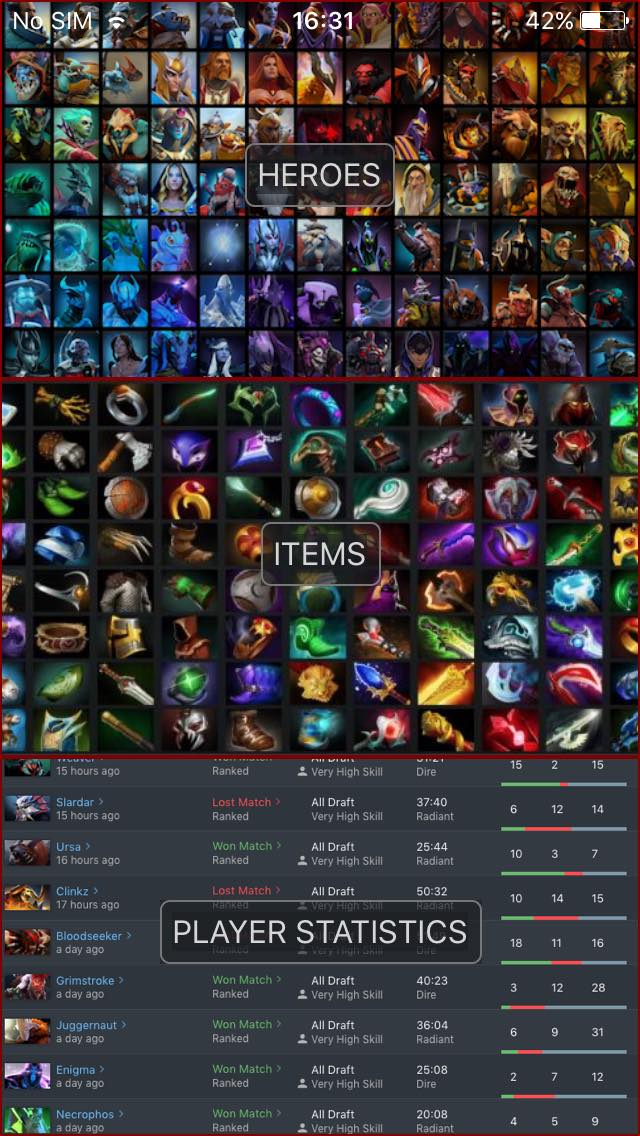 No SIM 16:31 42%
HEROES
ITEMS
Weaver Won Match > All Draft 31:21 15 2 15
15 hours ago Ranked Very High Skill Dire
Slardar > Lost Match > All Draft 37:40 6 12 14
15 hours ago Ranked Very High Skill Radiant
Ursa > Won Match > All Draft 25:44 10 3 7
16 hours ago Ranked Very High Skill Radiant
Clinkz > Lost Match > All Draft 50:32 10 14 15
17 hours ago
Bloodseeker > 18 11 16
a day ago
PLAYER STATISTICS
Grimstroke > Won Match > All Draft 40:23 3 12 28
a day ago Ranked Very High Skill Dire
Juggernaut > Won Match > All Draft 36:04 6 9 31
a day ago Ranked Very High Skill Radiant
Enigma > Won Match > All Draft 25:08 2 7 12
a day ago Ranked Very High Skill Dire
Necrophos > Won Match > All Draft 20:08 4 5 9
a day ago Ranked Very High Skill Radiant